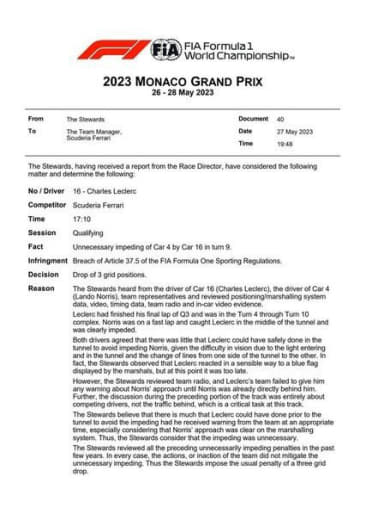 F1 FIA FIA Formula 1
World Championship™
2023 MONACO GRAND PRIX
26 - 28 May 2023
From The Stewards Document 40
To The Team Manager, Date 27 May 2023
Scuderia Ferrari
Time 19:48
The Stewards, having received a report from the Race Director, have considered the following
matter and determine the following:
No / Driver 16 - Charles Leclerc
Competitor Scuderia Ferrari
Time 17:10
Session Qualifying
Fact Unnecessary impeding of Car 4 by Car 16 in turn 9.
Infringment Breach of Article 37.5 of the FIA Formula One Sporting Regulations.
Decision Drop of 3 grid positions.
Reason The Stewards heard from the driver of Car 16 (Charles Leclerc), the driver of Car 4
(Lando Norris), team representatives and reviewed positioning/marshalling system
data, video, timing data, team radio and in-car video evidence.
Leclerc had finished his final lap of Q3 and was in the Turn 4 through Turn 10
complex. Norris was on a fast lap and caught Leclerc in the middle of the tunnel and
was clearly impeded.
Both drivers agreed that there was little that Leclerc could have safely done in the
tunnel to avoid impeding Norris, given the difficulty in vision due to the light entering
and in the tunnel and the change of lines from one side of the tunnel to the other. In
fact, the Stewards observed that Leclerc reacted in a sensible way to a blue flag
displayed by the marshals, but at this point it was too late.
However, the Stewards reviewed team radio, and Leclerc's team failed to give him
any warning about Norris' approach until Norris was already directly behind him.
Further, the discussion during the preceding portion of the track was entirely about
competing drivers, not the traffic behind, which is a critical task at this track.
The Stewards believe that there is much that Leclerc could have done prior to the
tunnel to avoid the impeding had he received warning from the team at an appropriate
time, especially considering that Norris' approach was clear on the marshalling
system. Thus, the Stewards consider that the impeding was unnecessary.
The Stewards reviewed all the preceding unnecessarily impeding penalties in the past
few years. In every case, the actions, or inaction of the team did not mitigate the
unnecessary impeding. Thus the Stewards impose the usual penalty of a three grid
drop.